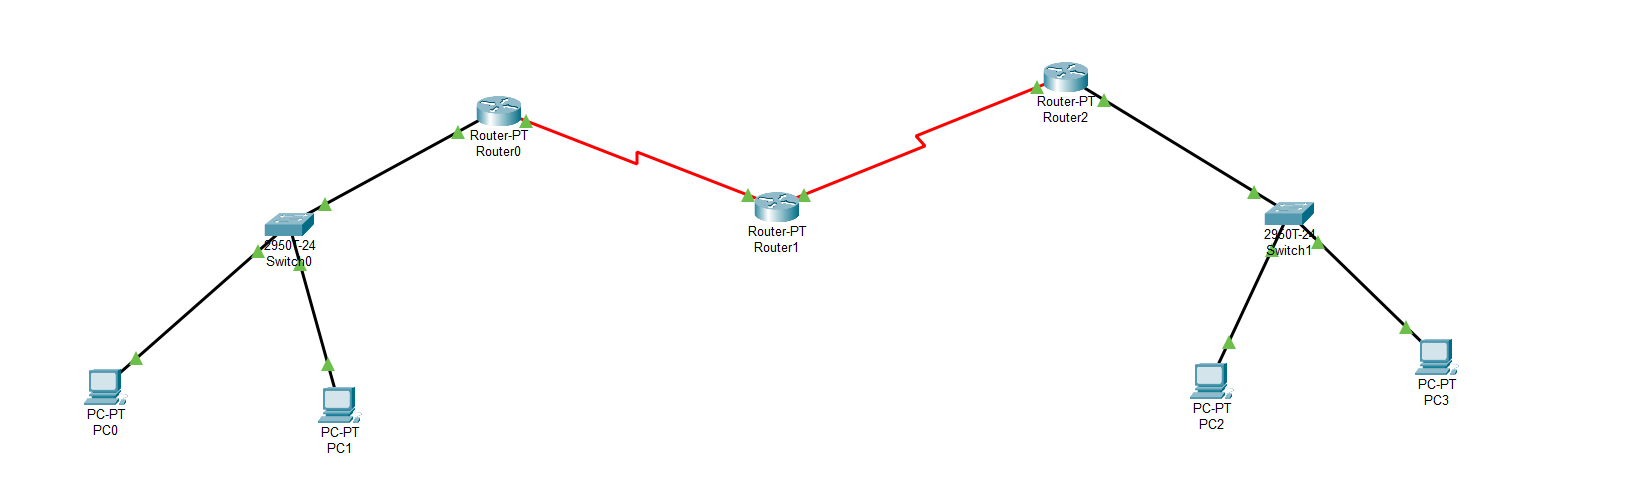 Router-PT
Router0
Router-PT
Router1
Router-PT
Router2
2950T-24
Switch0
2950T-24
Switch1
PC-PT
PC0
PC-PT
PC1
PC-PT
PC2
PC-PT
PC3